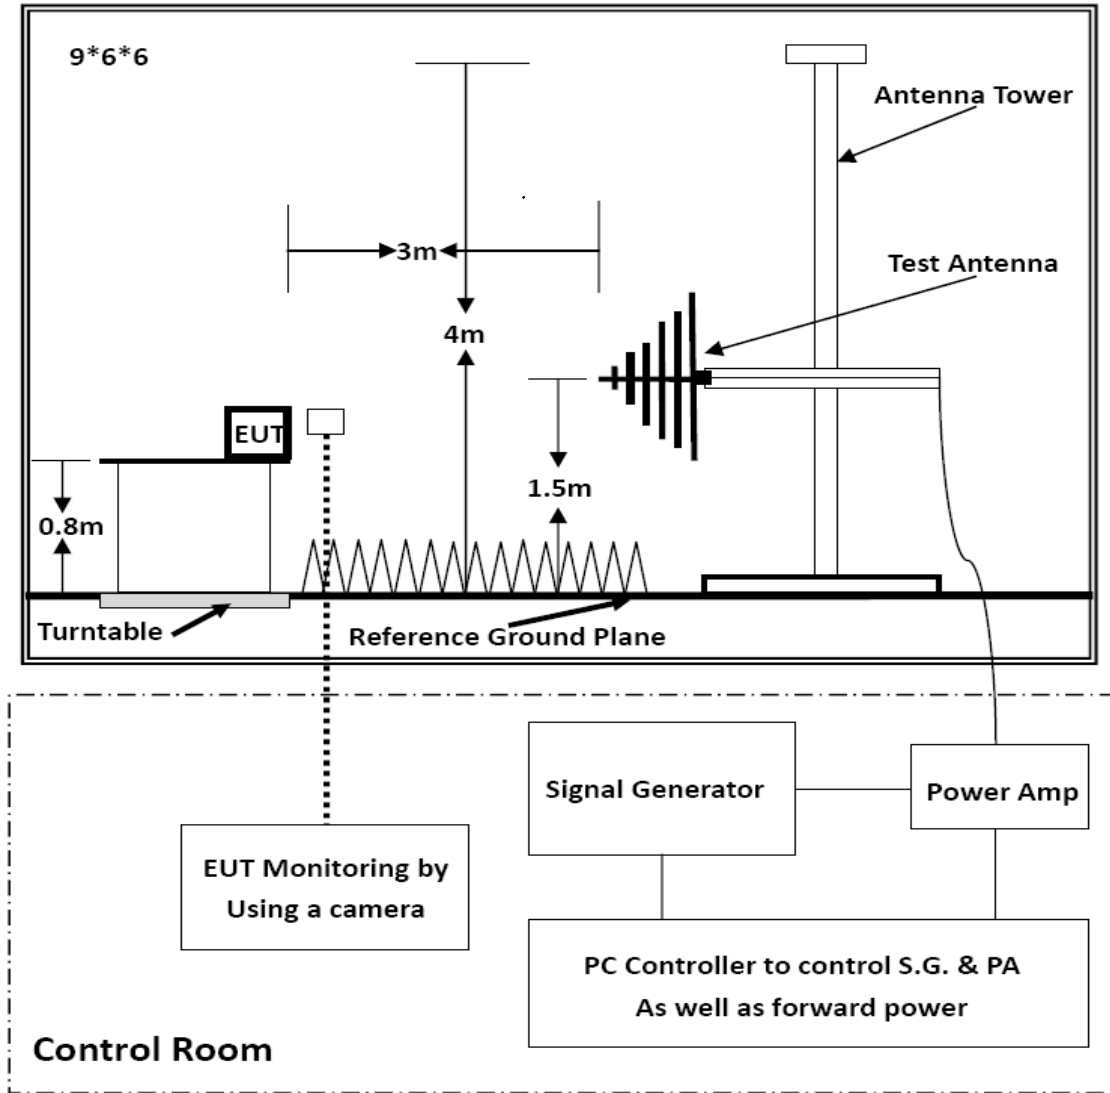 9*6*6
Antenna Tower
3m
Test Antenna
4m
EUT
1.5m
0.8m
Turntable
Reference Ground Plane
Signal Generator
Power Amp
EUT Monitoring by
Using a camera
PC Controller to control S.G. & PA
As well as forward power
Control Room